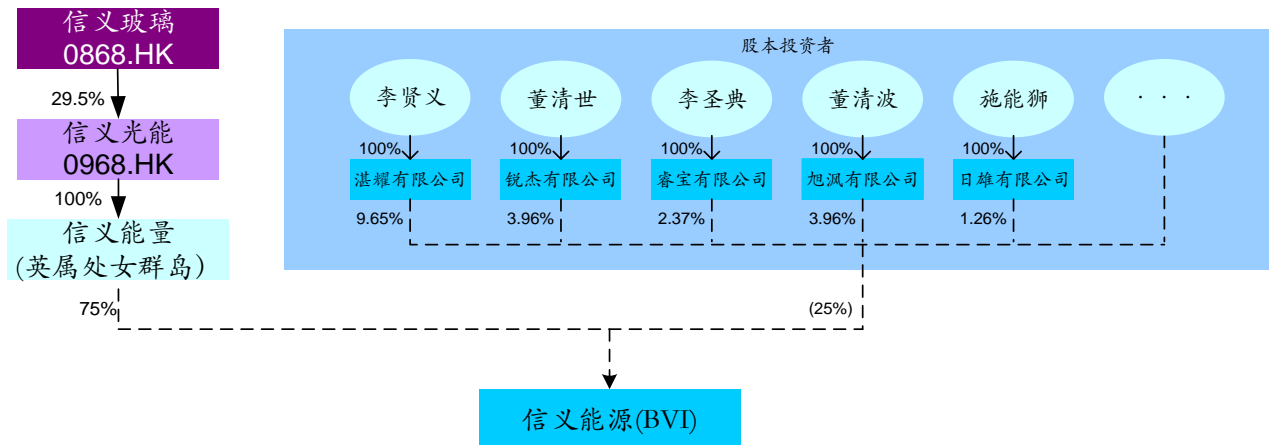 信义玻璃
0868.HK
29.5%
信义光能
0968.HK
100%
信义能量
(英属处女群岛)
75%
股本投资者
李贤义 董清世 李圣典 董清波 施能狮 · · ·
100% 100% 100% 100% 100%
湛耀有限公司 锐杰有限公司 睿宝有限公司 旭沨有限公司 日雄有限公司
9.65% 3.96% 2.37% 3.96% 1.26%
(25%)
信义能源(BVI)